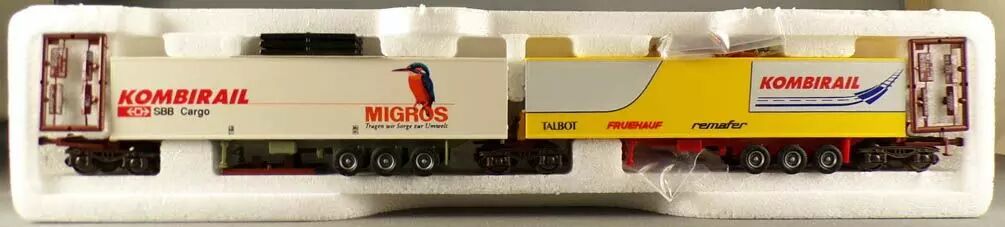 KOMBIRAIL
SBB Cargo
MIGROS
Tragen wir Sorge zur Umwelt
KOMBIRAIL
TALBOT FRUEHAUF remafer